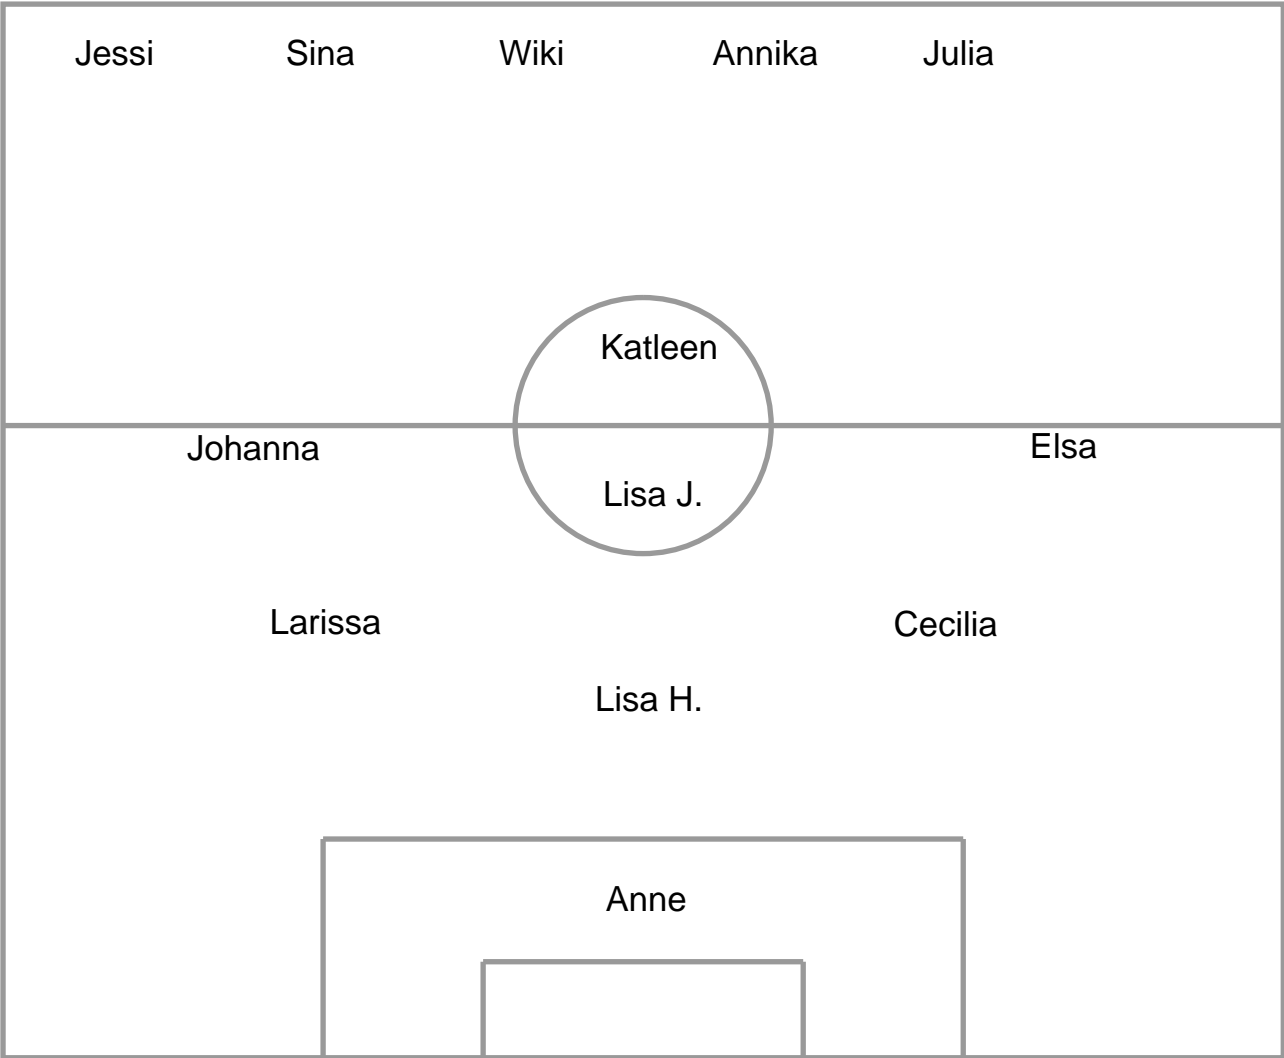 Jessi Sina Wiki Annika Julia
Katleen
Johanna Elsa
Lisa J.
Larissa Cecilia
Lisa H.
Anne